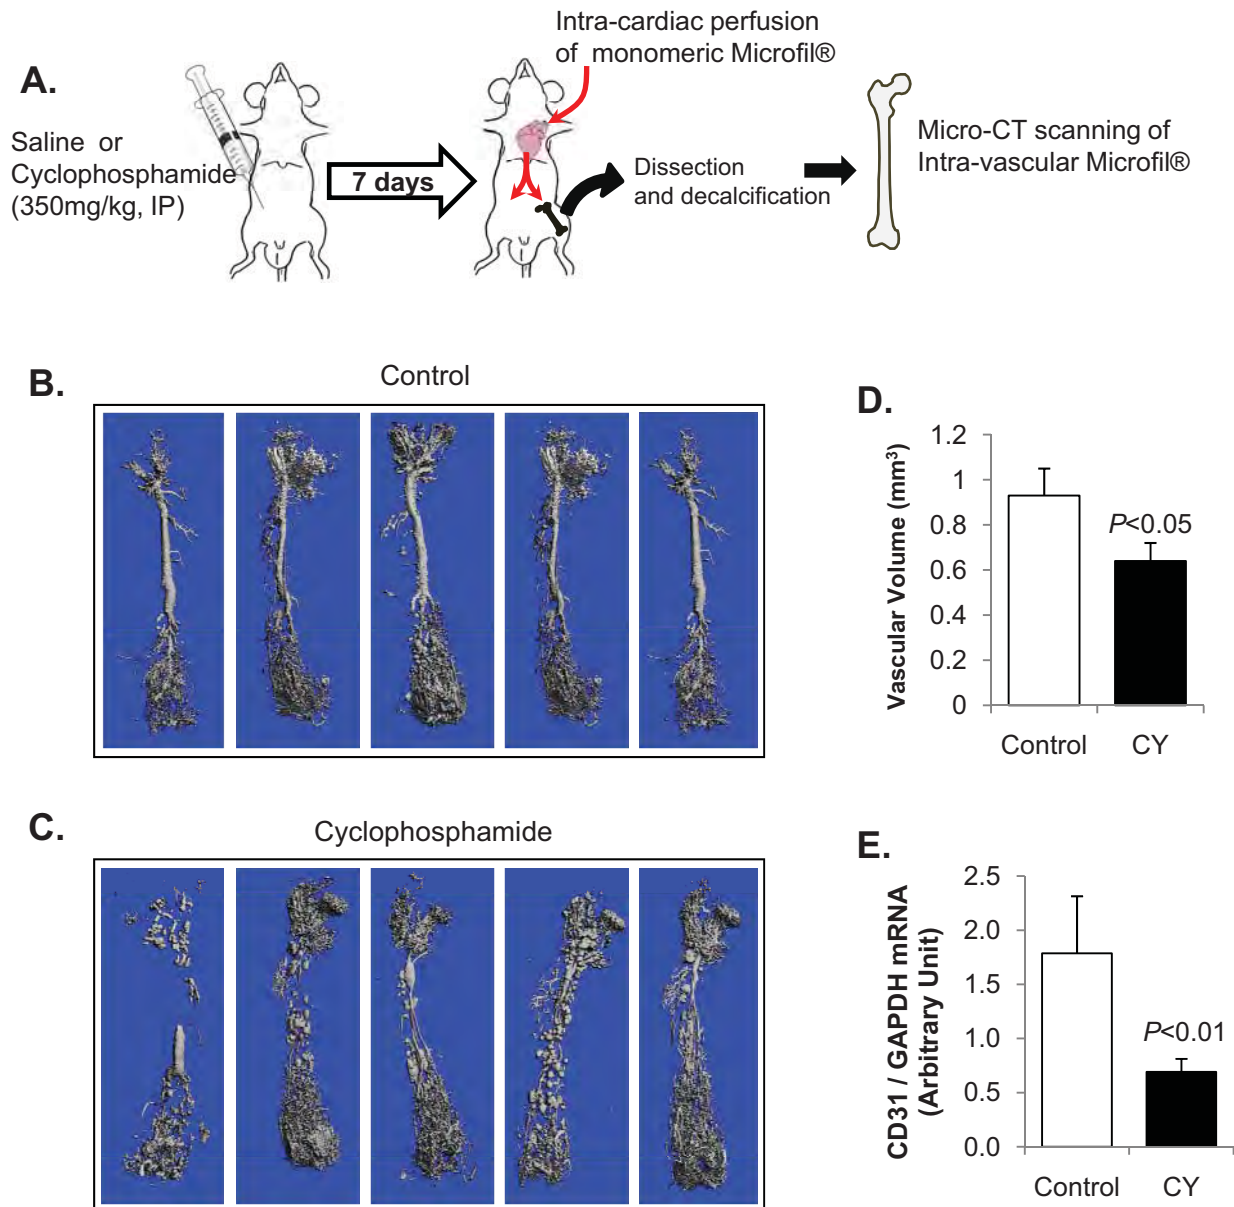 A.
Saline or
Cyclophosphamide
(350mg/kg, IP)
7 days
Intra-cardiac perfusion
of monomeric Microfil®
Dissection
and decalcification
Micro-CT scanning of
Intra-vascular Microfil®
B.
Control
C.
Cyclophosphamide
D.
Vascular Volume (mm³)
1.2
1
0.8
0.6
0.4
0.2
0
P<0.05
Control
CY
E.
CD31 / GAPDH mRNA
(Arbitrary Unit)
2.5
2.0
1.5
1.0
0.5
0.0
P<0.01
Control
CY